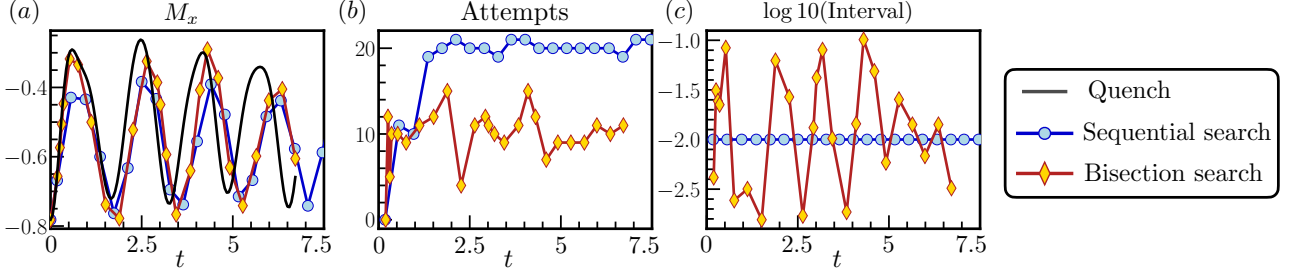 (a) M_x (b) Attempts (c) log 10(Interval)
−0.4
−0.6
−0.8
0 2.5 5 7.5
t
20
10
0
0 2.5 5 7.5
t
−1.0
−1.5
−2.0
−2.5
0 2.5 5 7.5
t
Quench
Sequential search
Bisection search